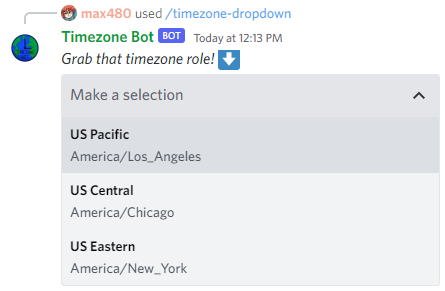 max480 used /timezone-dropdown
Timezone Bot BOT Today at 12:13 PM
Grab that timezone role! ⬇️
Make a selection
US Pacific
America/Los_Angeles
US Central
America/Chicago
US Eastern
America/New_York